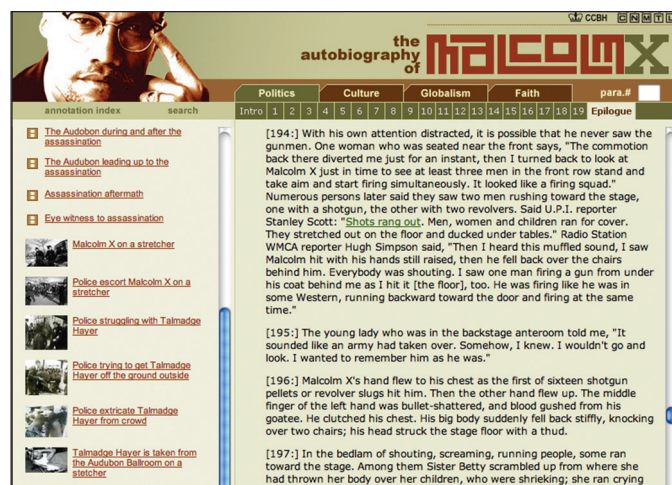 CCBH CNMTL
the
autobiography
of MALCOLM X
Politics Culture Globalism Faith para.#
annotation index search
Intro 1 2 3 4 5 6 7 8 9 10 11 12 13 14 15 16 17 18 19 Epilogue
The Audobon during and after the
assassination
The Audubon leading up to the
assassination
Assassination aftermath
Eye witness to assassination
Malcolm X on a stretcher
Police escort Malcolm X on a
stretcher
Police struggling with Talmadge
Hayer
Police trying to get Talmadge
Hayer off the ground outside
Police extricate Talmadge
Hayer from crowd
Talmadge Hayer is taken from
the Audubon Ballroom on a
stetcher
[194:] With his own attention distracted, it is possible that he never saw the
gunmen. One woman who was seated near the front says, "The commotion
back there diverted me just for an instant, then I turned back to look at
Malcolm X just in time to see at least three men in the front row stand and
take aim and start firing simultaneously. It looked like a firing squad."
Numerous persons later said they saw two men rushing toward the stage,
one with a shotgun, the other with two revolvers. Said U.P.I. reporter
Stanley Scott: "Shots rang out. Men, women and children ran for cover.
They stretched out on the floor and ducked under tables." Radio Station
WMCA reporter Hugh Simpson said, "Then I heard this muffled sound, I saw
Malcolm hit with his hands still raised, then he fell back over the chairs
behind him. Everybody was shouting. I saw one man firing a gun from under
his coat behind me as I hit it [the floor], too. He was firing like he was in
some Western, running backward toward the door and firing at the same
time."
[195:] The young lady who was in the backstage anteroom told me, "It
sounded like an army had taken over. Somehow, I knew. I wouldn't go and
look. I wanted to remember him as he was."
[196:] Malcolm X's hand flew to his chest as the first of sixteen shotgun
pellets or revolver slugs hit him. Then the other hand flew up. The middle
finger of the left hand was bullet-shattered, and blood gushed from his
goatee. He clutched his chest. His big body suddenly fell back stiffly, knocking
over two chairs; his head struck the stage floor with a thud.
[197:] In the bedlam of shouting, screaming, running people, some ran
toward the stage. Among them Sister Betty scrambled up from where she
had thrown her body over her children, who were shrieking; she ran crying